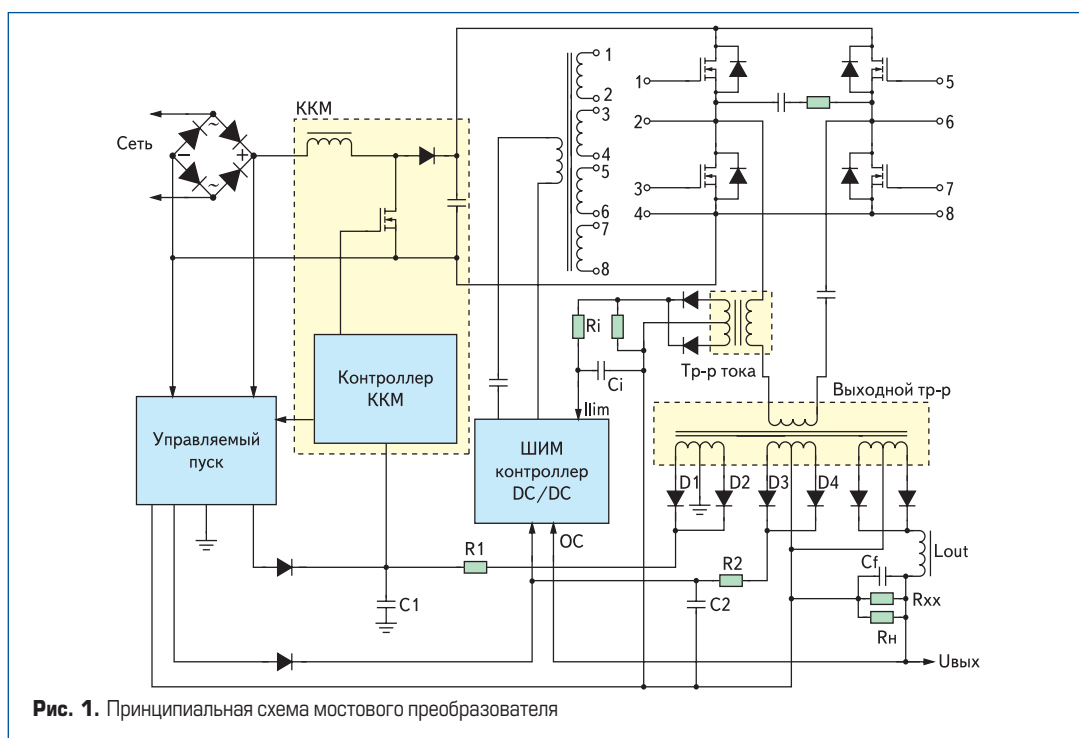 ККМ
Сеть
~
−
+
~
Контроллер
ККМ
Управляемый
пуск
1
2
3
4
5
6
7
8
1
2
3
4
5
6
7
8
Ri
Ci
Тр-р тока
Ilim
Выходной тр-р
ШИМ
контроллер
DC/DC
ОС
D1
D2
D3
D4
R1
R2
C1
C2
Lout
Cf
Rxx
Rн
Uвых
Рис. 1. Принципиальная схема мостового преобразователя